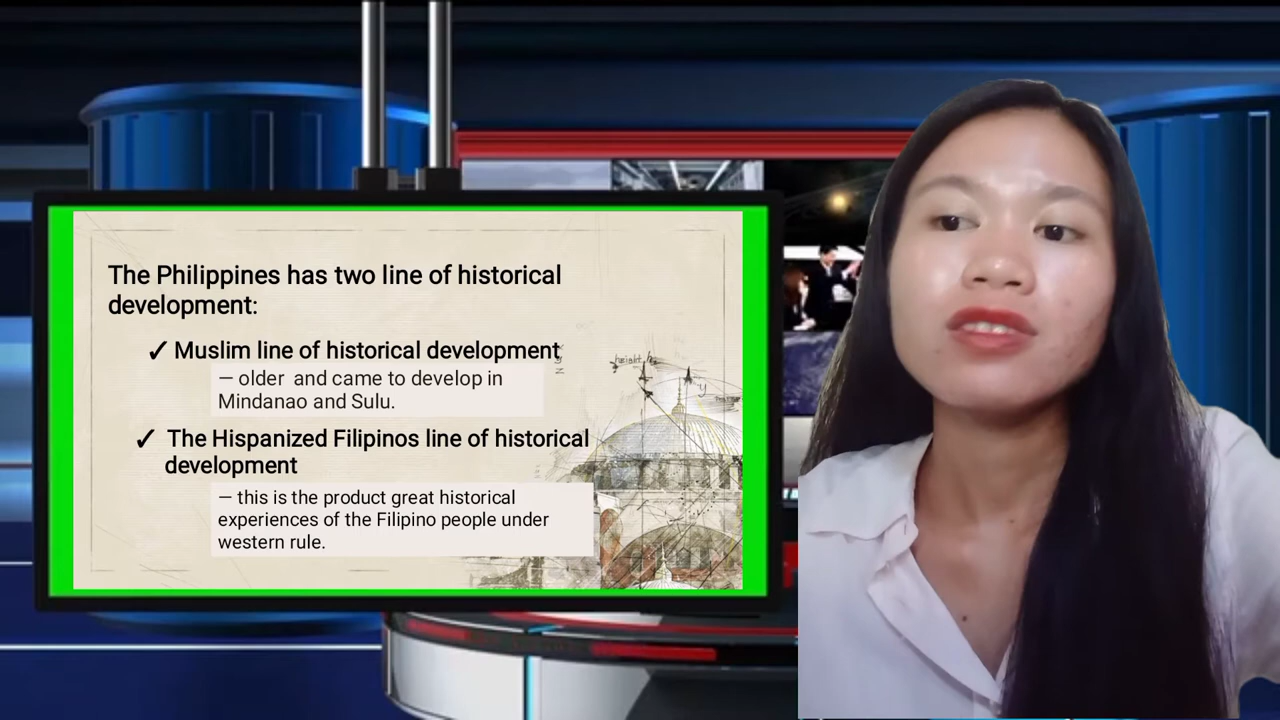 The Philippines has two line of historical
development:
✓ Muslim line of historical development
— older and came to develop in
Mindanao and Sulu.
✓ The Hispanized Filipinos line of historical
development
— this is the product great historical
experiences of the Filipino people under
western rule.
height
y